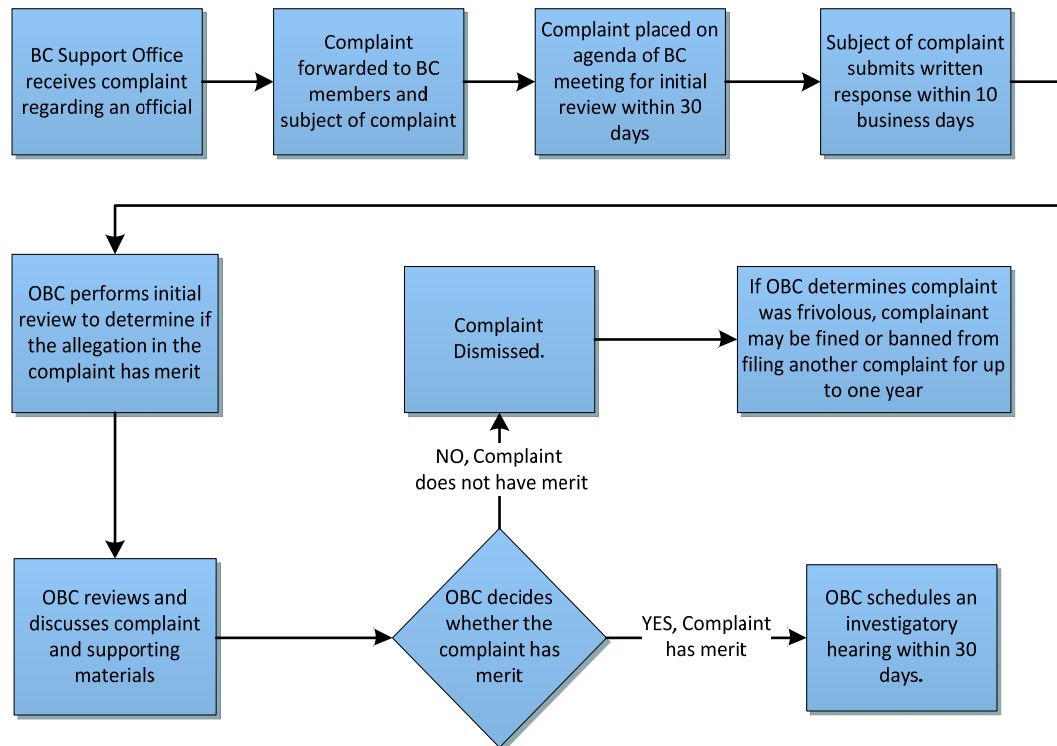 BC Support Office
receives complaint
regarding an official
Complaint
forwarded to BC
members and
subject of complaint
Complaint placed on
agenda of BC
meeting for initial
review within 30
days
Subject of complaint
submits written
response within 10
business days
OBC performs initial
review to determine if
the allegation in the
complaint has merit
Complaint
Dismissed.
If OBC determines complaint
was frivolous, complainant
may be fined or banned from
filing another complaint for up
to one year
NO, Complaint
does not have merit
OBC reviews and
discusses complaint
and supporting
materials
OBC decides
whether the
complaint has
merit
YES, Complaint
has merit
OBC schedules an
investigatory
hearing within 30
days.